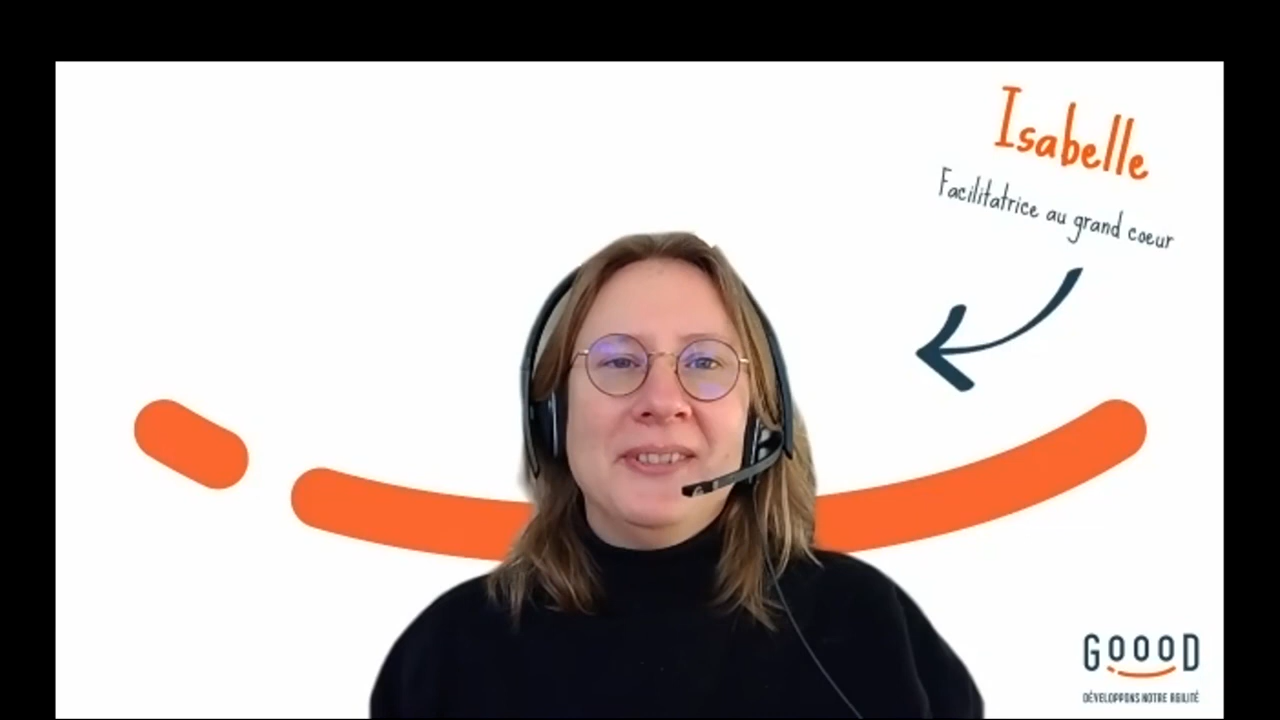 Isabelle
Facilitatrice au grand coeur
GOOOD
DÉVELOPPONS NOTRE AGILITÉ